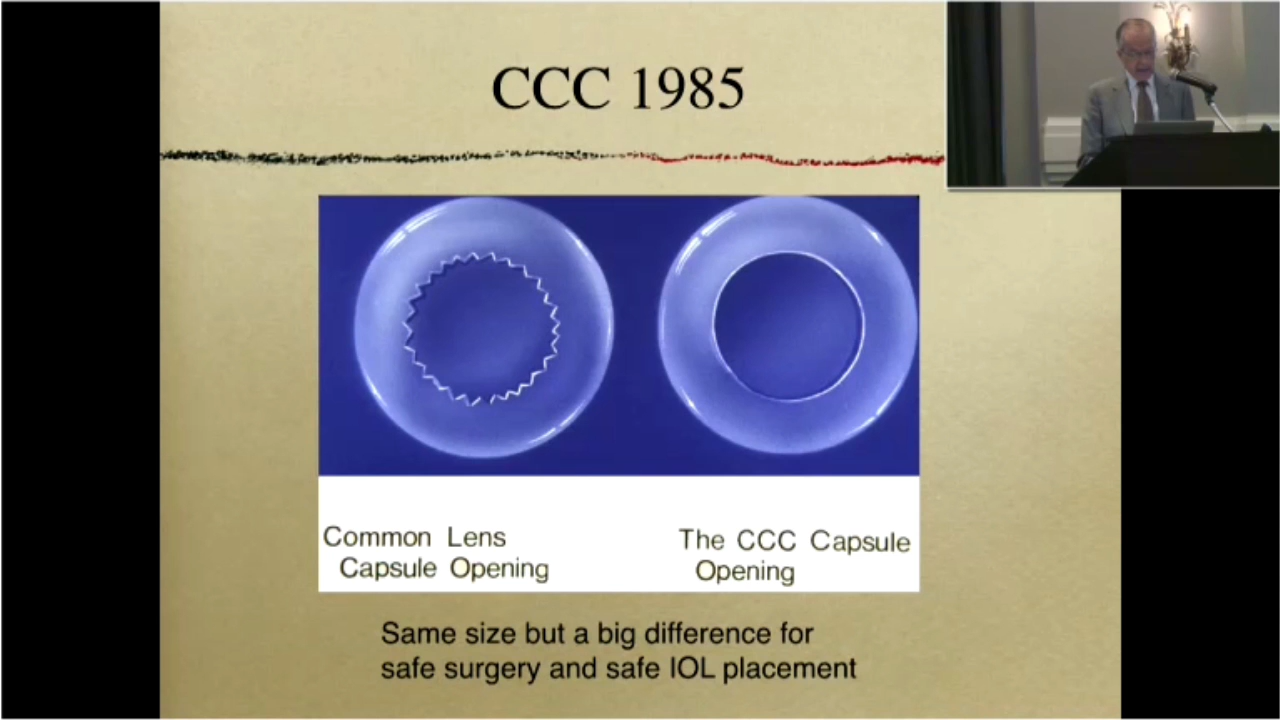 CCC 1985
Common Lens
Capsule Opening
The CCC Capsule
Opening
Same size but a big difference for
safe surgery and safe IOL placement